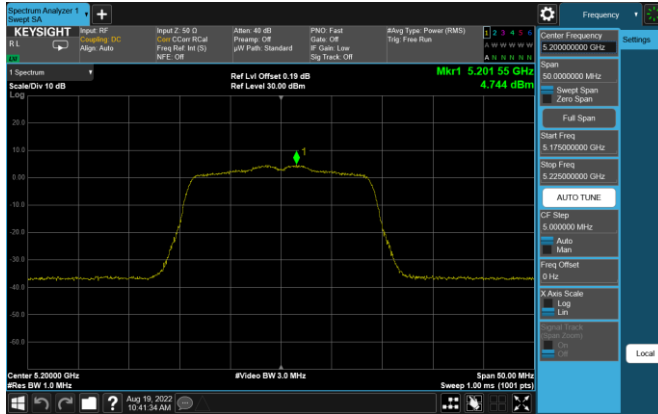 Spectrum Analyzer 1
Swept SA
+
Frequency
KEYSIGHT
Input: RF
Input Z: 50 Ω
Atten: 40 dB
PNO: Fast
#Avg Type: Power (RMS)
1 2 3 4 5 6
RL
Coupling: DC
Corr CCorr RCal
Preamp: Off
Gate: Off
Trig: Free Run
A W W W W W
Align: Auto
Freq Ref: Int (S)
µW Path: Standard
IF Gain: Low
NFE: Off
Sig Track: Off
A N N N N N
1 Spectrum
Ref Lvl Offset 0.19 dB
Mkr1 5.201 55 GHz
Scale/Div 10 dB
Ref Level 30.00 dBm
4.744 dBm
Log
20.0
10.0
0.00
-10.0
-20.0
-30.0
-40.0
-50.0
-60.0
1
Center 5.20000 GHz
#Video BW 3.0 MHz
Span 50.00 MHz
#Res BW 1.0 MHz
Sweep 1.00 ms (1001 pts)
Aug 19, 2022
10:41:34 AM
?
Center Frequency
5.200000000 GHz
Settings
Span
50.0000000 MHz
Swept Span
Zero Span
Full Span
Start Freq
5.175000000 GHz
Stop Freq
5.225000000 GHz
AUTO TUNE
CF Step
5.000000 MHz
Auto
Man
Freq Offset
0 Hz
X Axis Scale
Log
Lin
Signal Track
(Span Zoom)
On
Off
Local